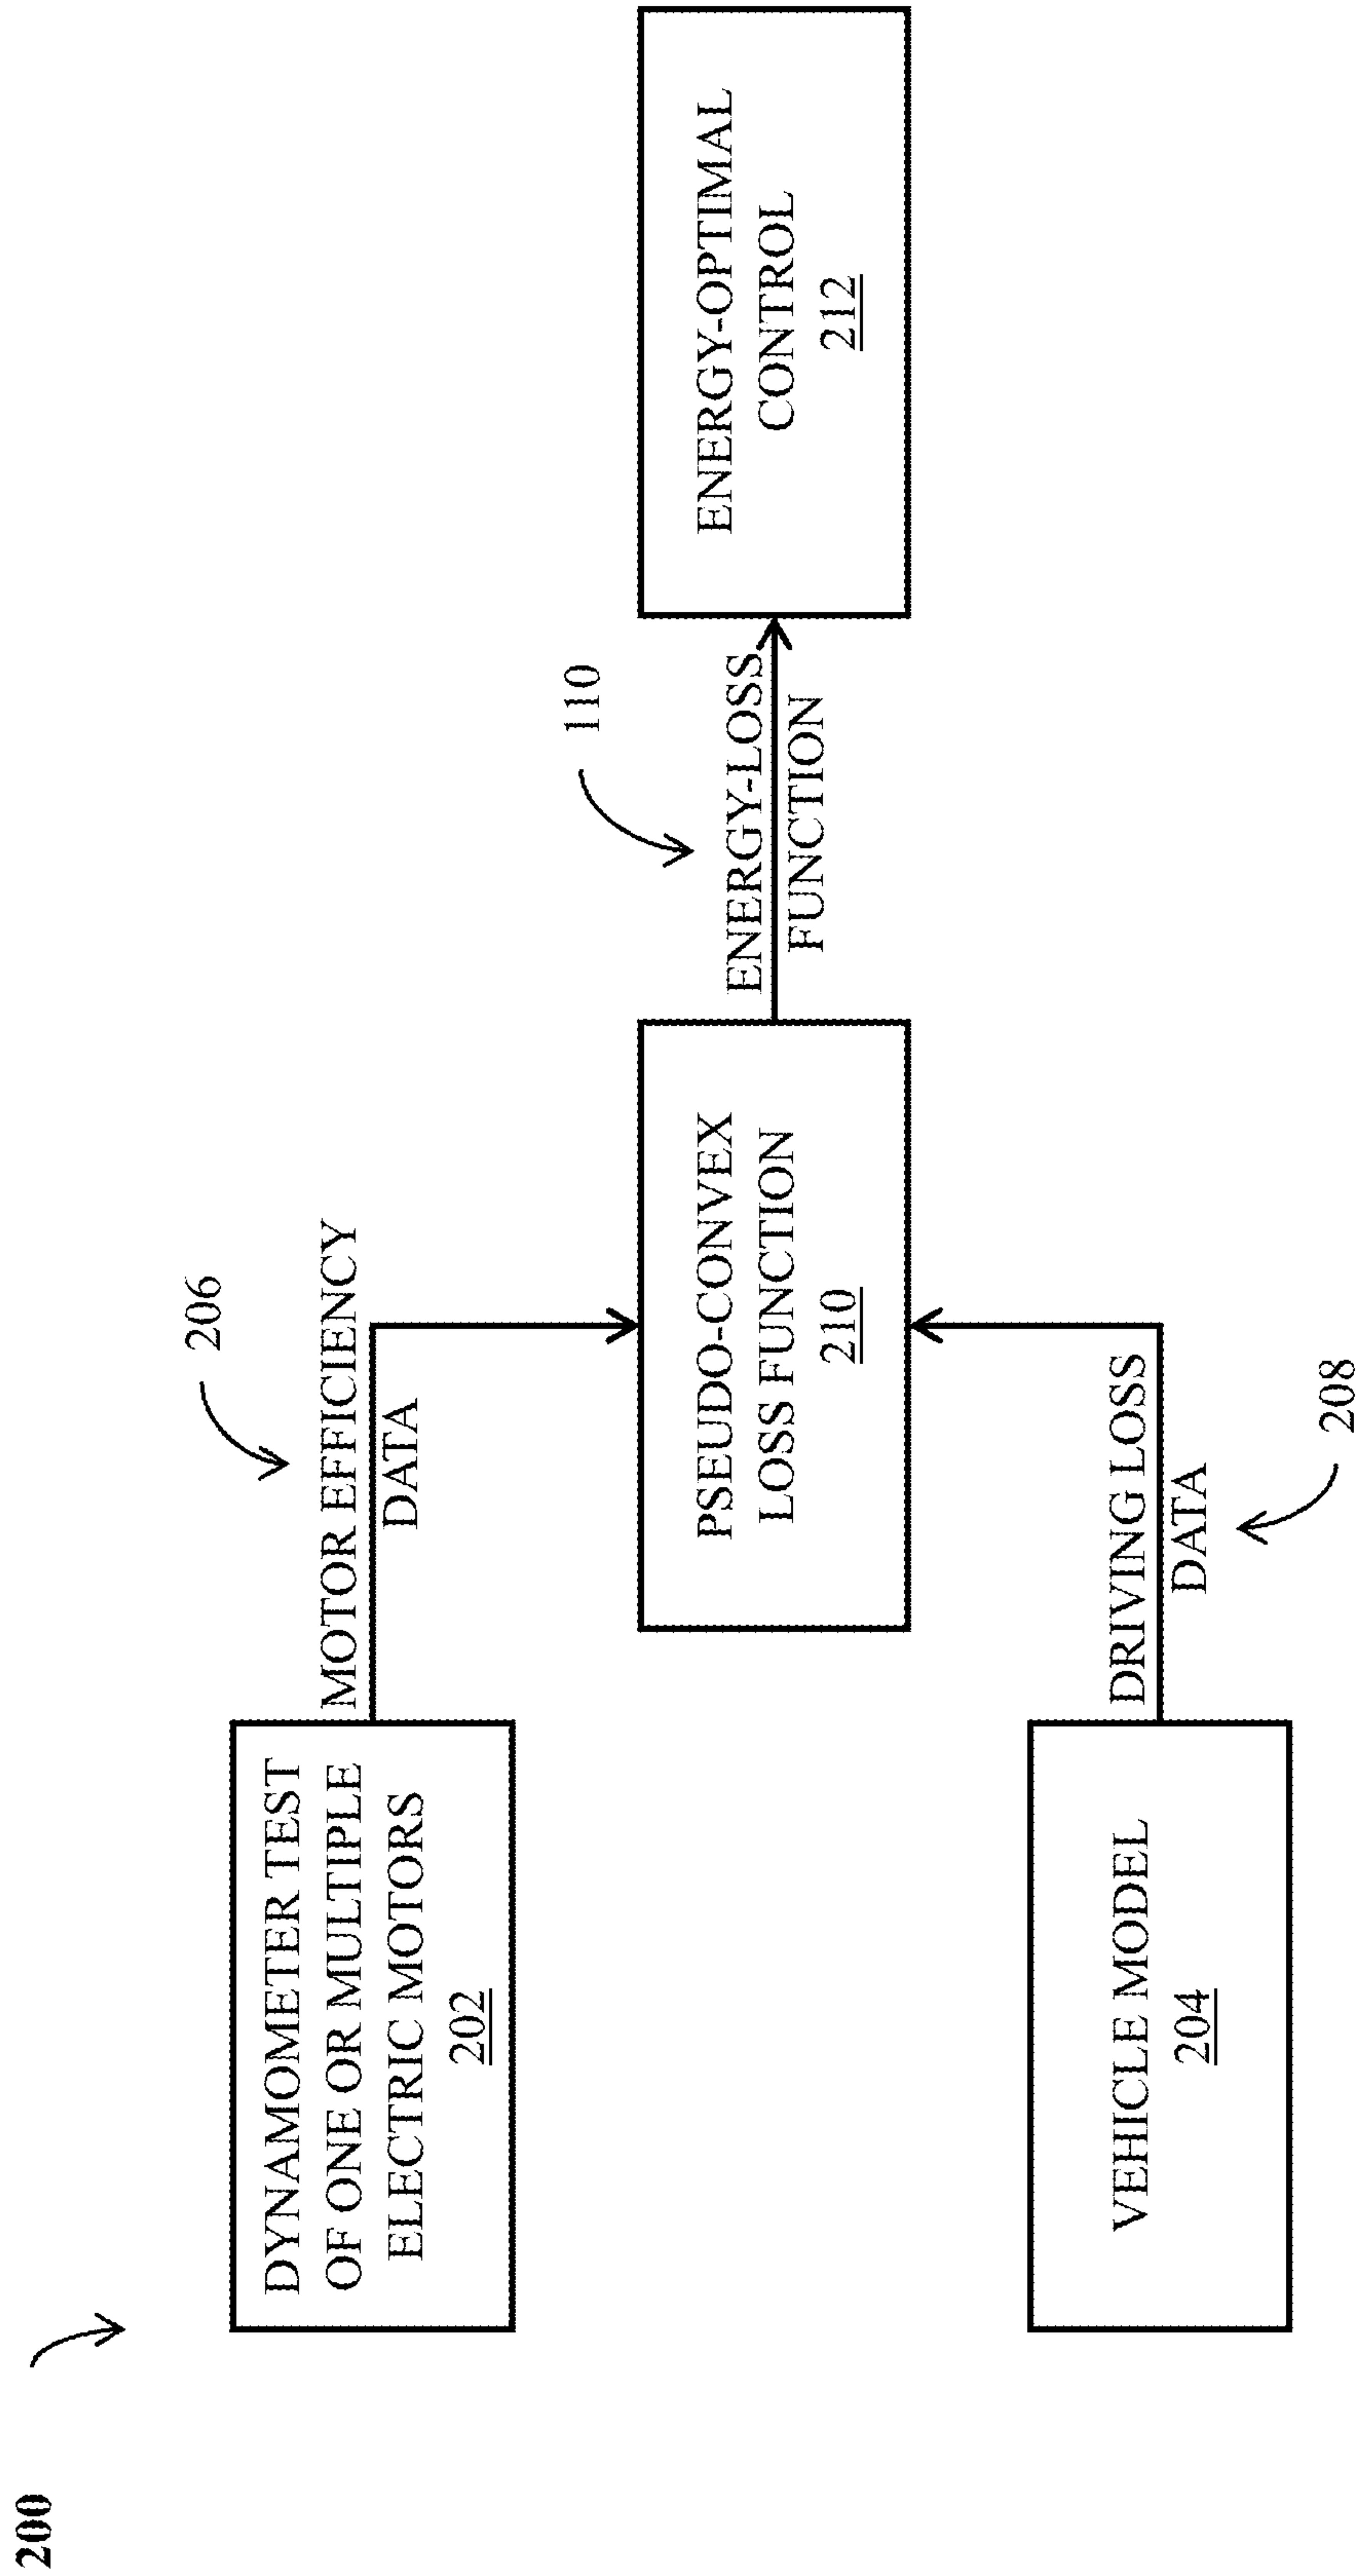 200
DYNAMOMETER TEST
OF ONE OR MULTIPLE
ELECTRIC MOTORS
202
206
MOTOR EFFICIENCY
DATA
VEHICLE MODEL
204
DRIVING LOSS
DATA
208
PSEUDO-CONVEX
LOSS FUNCTION
210
110
ENERGY-LOSS
FUNCTION
ENERGY-OPTIMAL
CONTROL
212